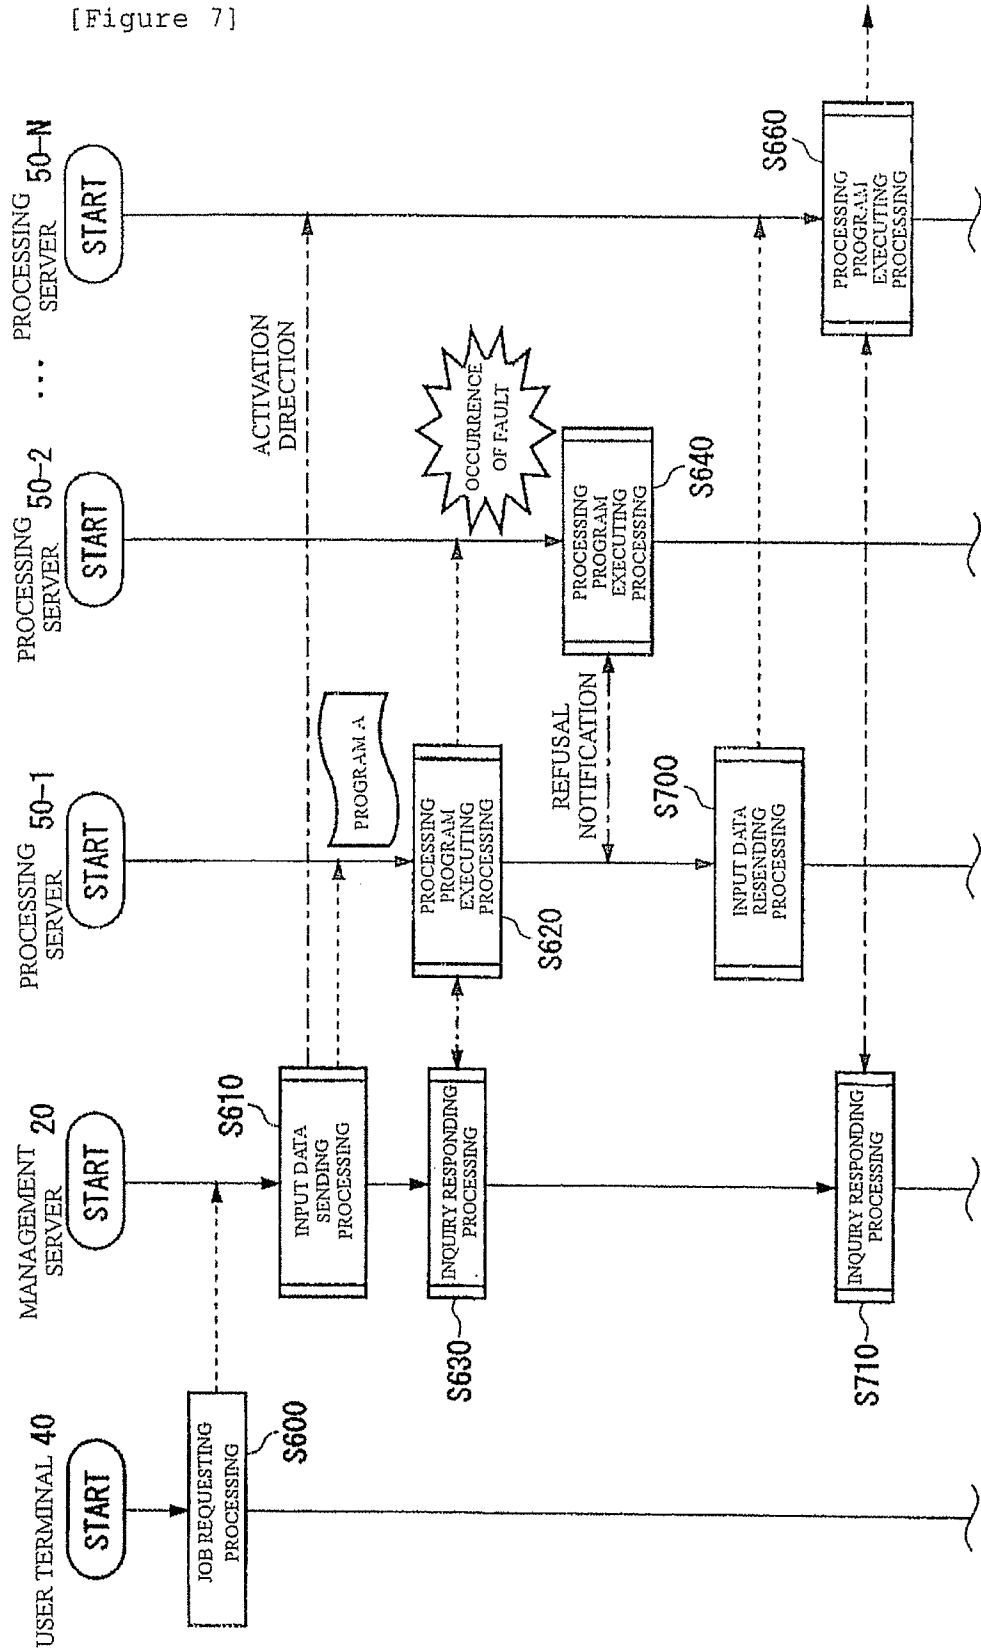 [Figure 7]
USER TERMINAL 40
START
JOB REQUESTING
PROCESSING
S600
MANAGEMENT
SERVER 20
START
S610
INPUT DATA
SENDING
PROCESSING
INQUIRY RESPONDING
PROCESSING
S630
INQUIRY RESPONDING
PROCESSING
S710
PROCESSING
SERVER 50-1
START
PROGRAM A
PROCESSING
PROGRAM
EXECUTING
PROCESSING
S620
REFUSAL
NOTIFICATION
S700
INPUT DATA
RESENDING
PROCESSING
PROCESSING
SERVER 50-2
START
OCCURRENCE
OF FAULT
PROCESSING
PROGRAM
EXECUTING
PROCESSING
S640
...
PROCESSING
SERVER 50-N
START
ACTIVATION
DIRECTION
S660
PROCESSING
PROGRAM
EXECUTING
PROCESSING